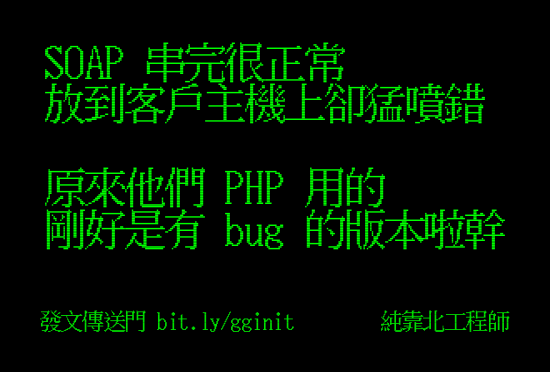 SOAP 串完很正常
放到客戶主機上卻猛噴錯
原來他們 PHP 用的
剛好是有 bug 的版本啦幹
發文傳送門 bit.ly/gginit 純靠北工程師